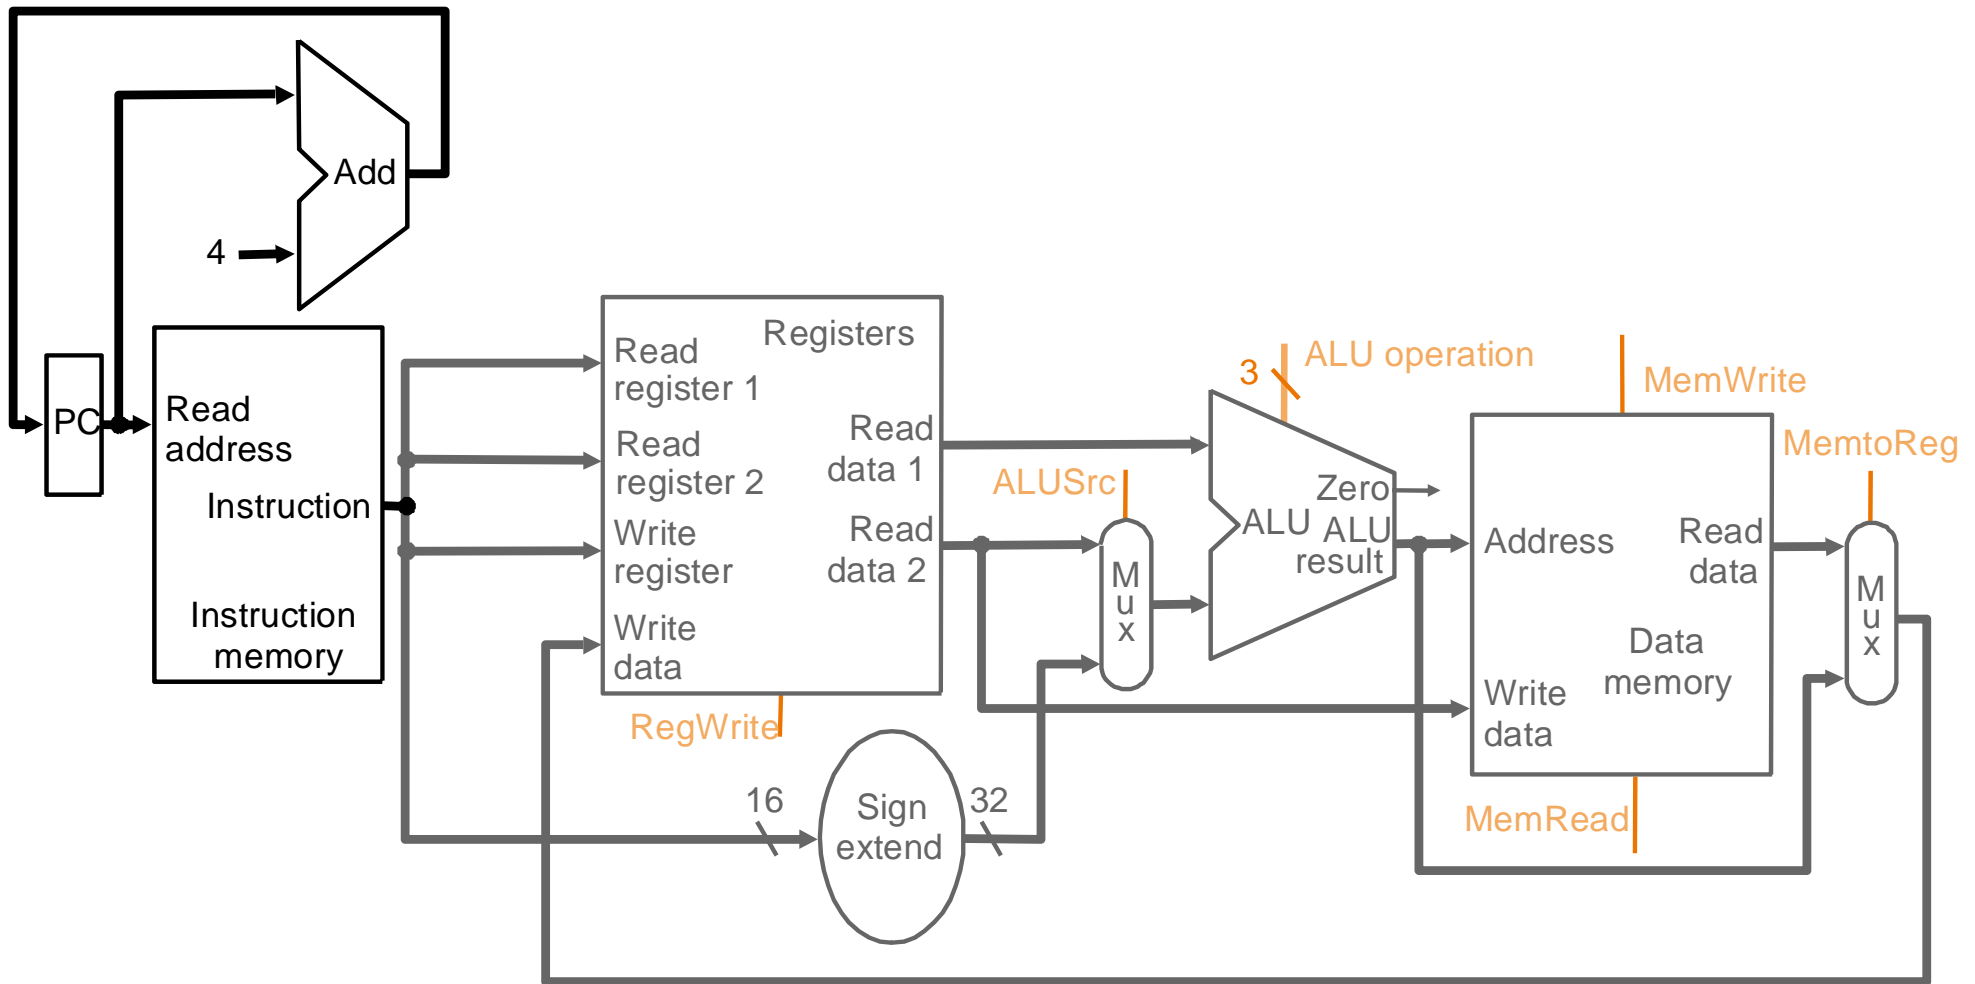 Add
4
PC
Read
address
Instruction
Instruction
memory
Registers
Read
register 1
Read
register 2
Write
register
Write
data
Read
data 1
Read
data 2
RegWrite
16
Sign
extend
32
ALUSrc
M
u
x
3
ALU operation
Zero
ALU
ALU
result
MemWrite
Address
Read
data
Write
data
Data
memory
MemRead
MemtoReg
M
u
x